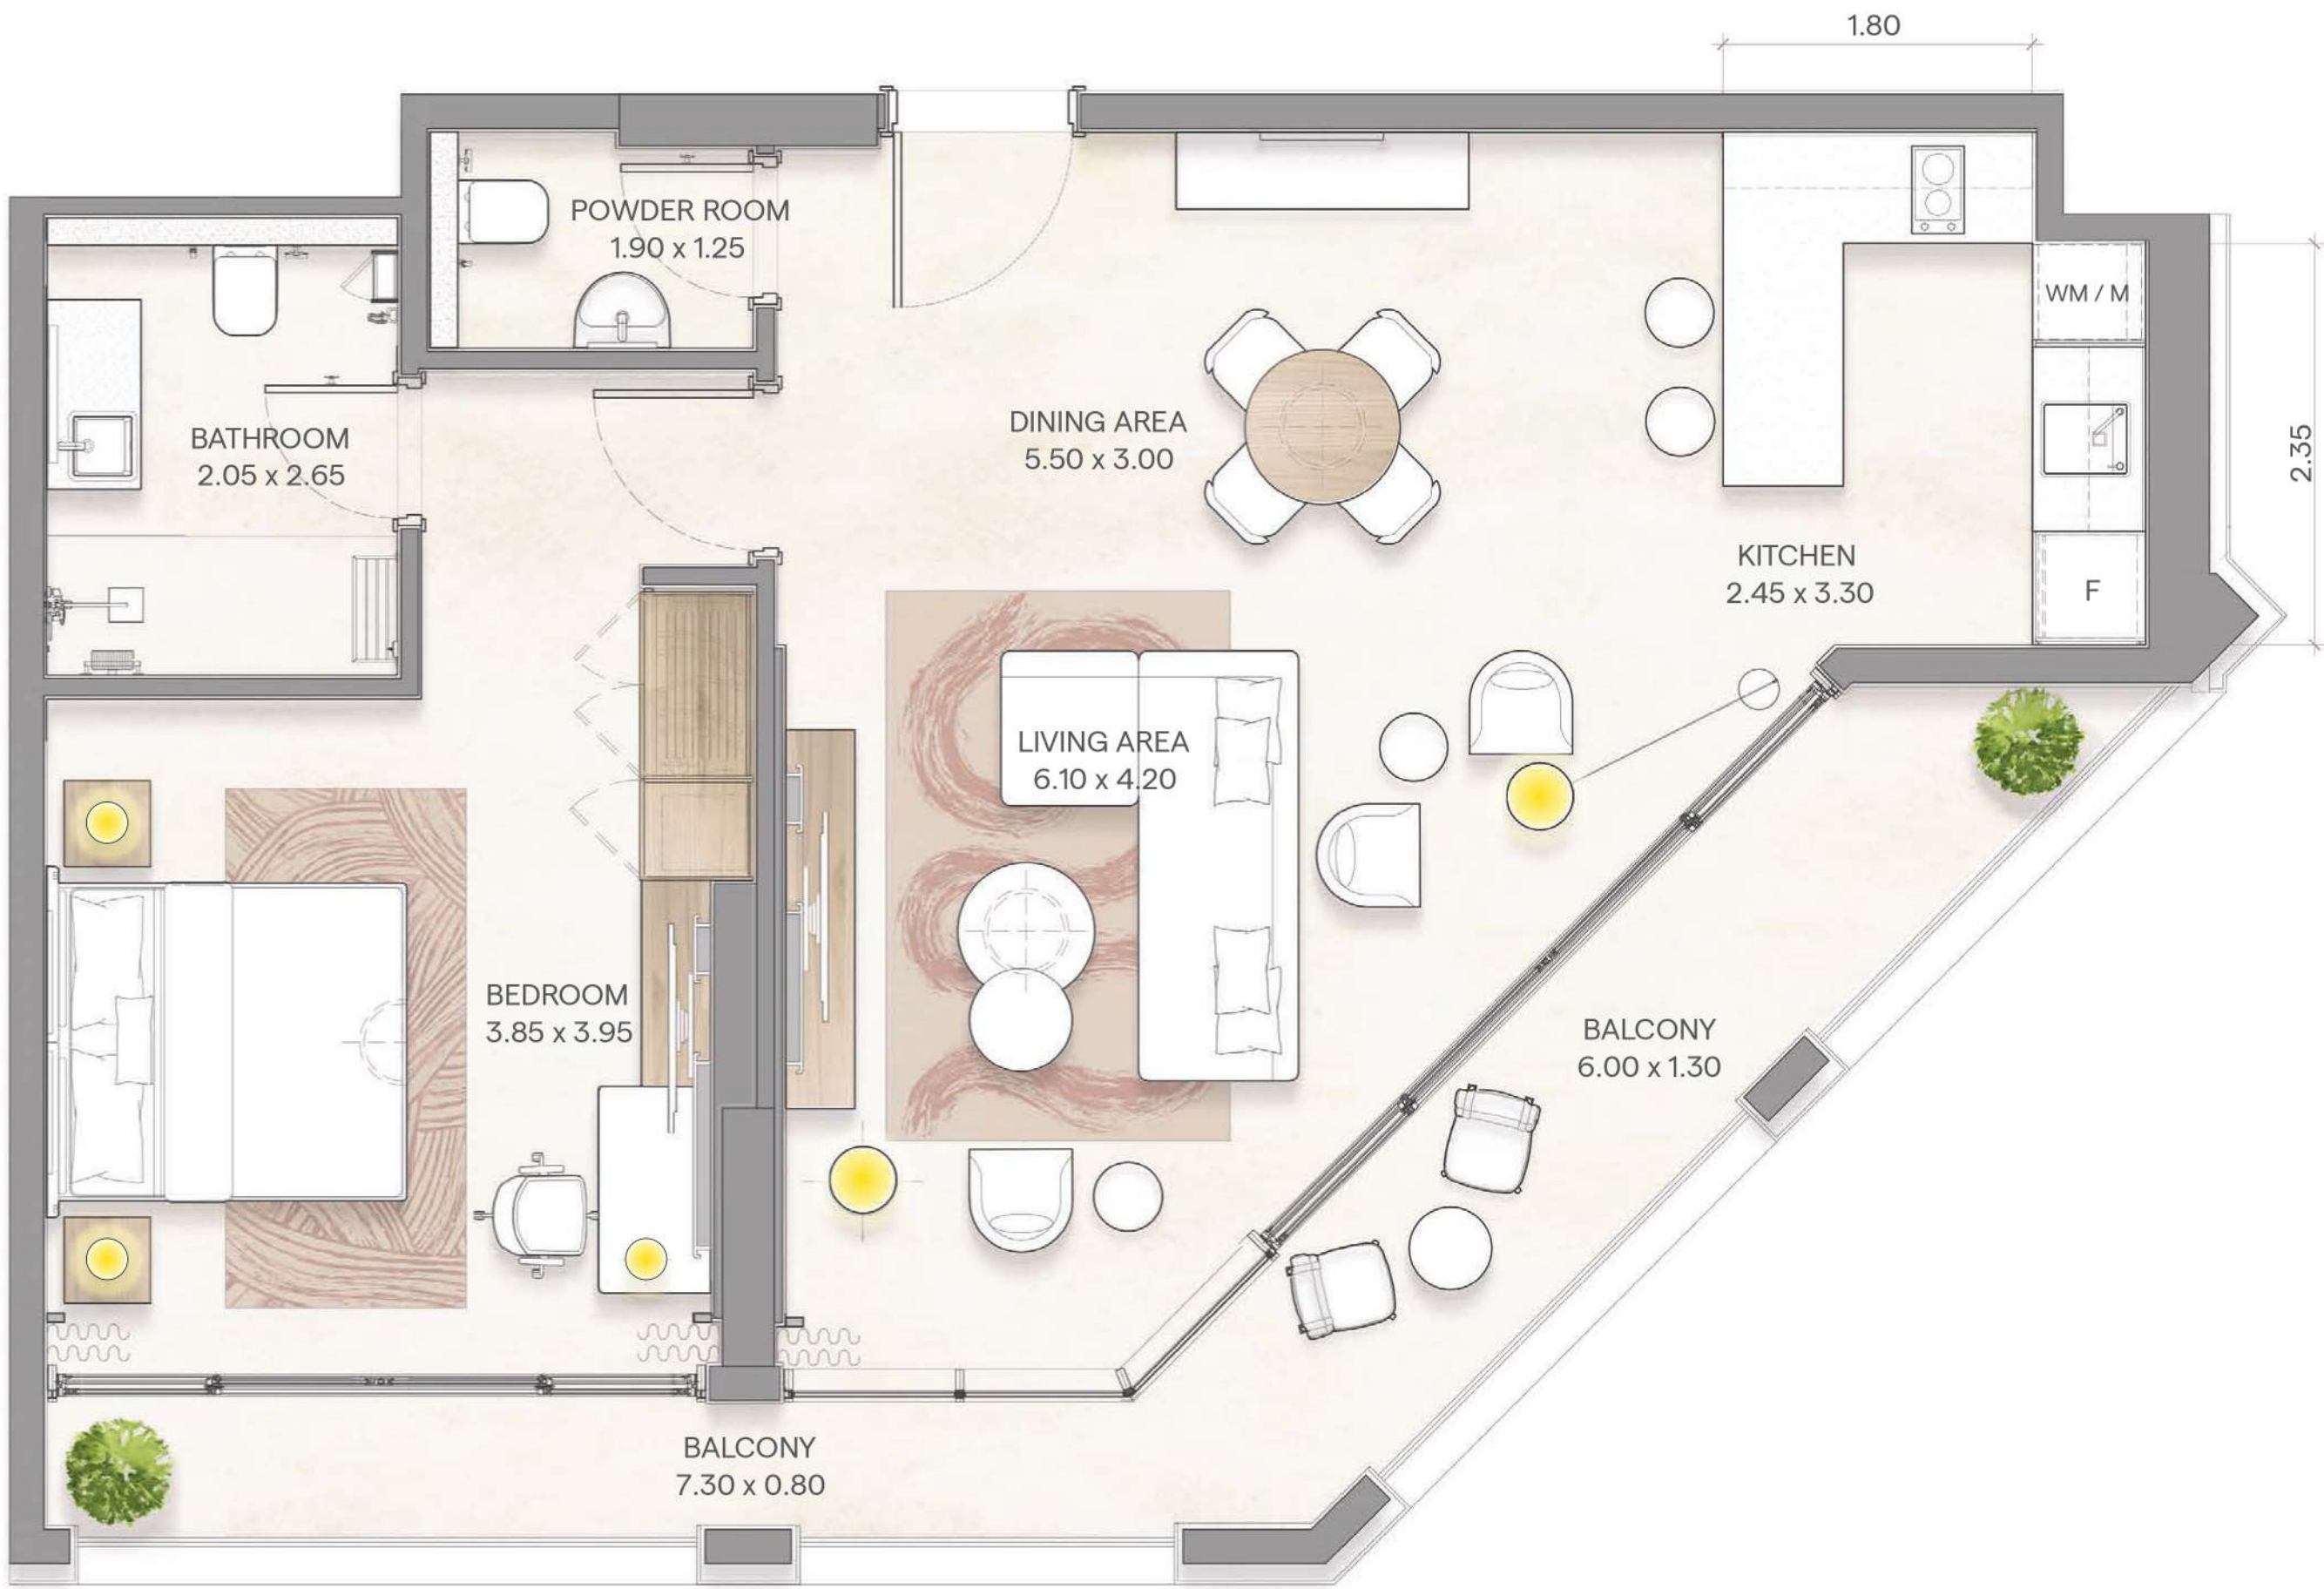 1.80
POWDER ROOM
1.90 x 1.25
WM / M
BATHROOM
2.05 x 2.65
DINING AREA
5.50 x 3.00
2.35
KITCHEN
2.45 x 3.30
F
LIVING AREA
6.10 x 4.20
BEDROOM
3.85 x 3.95
BALCONY
6.00 x 1.30
BALCONY
7.30 x 0.80